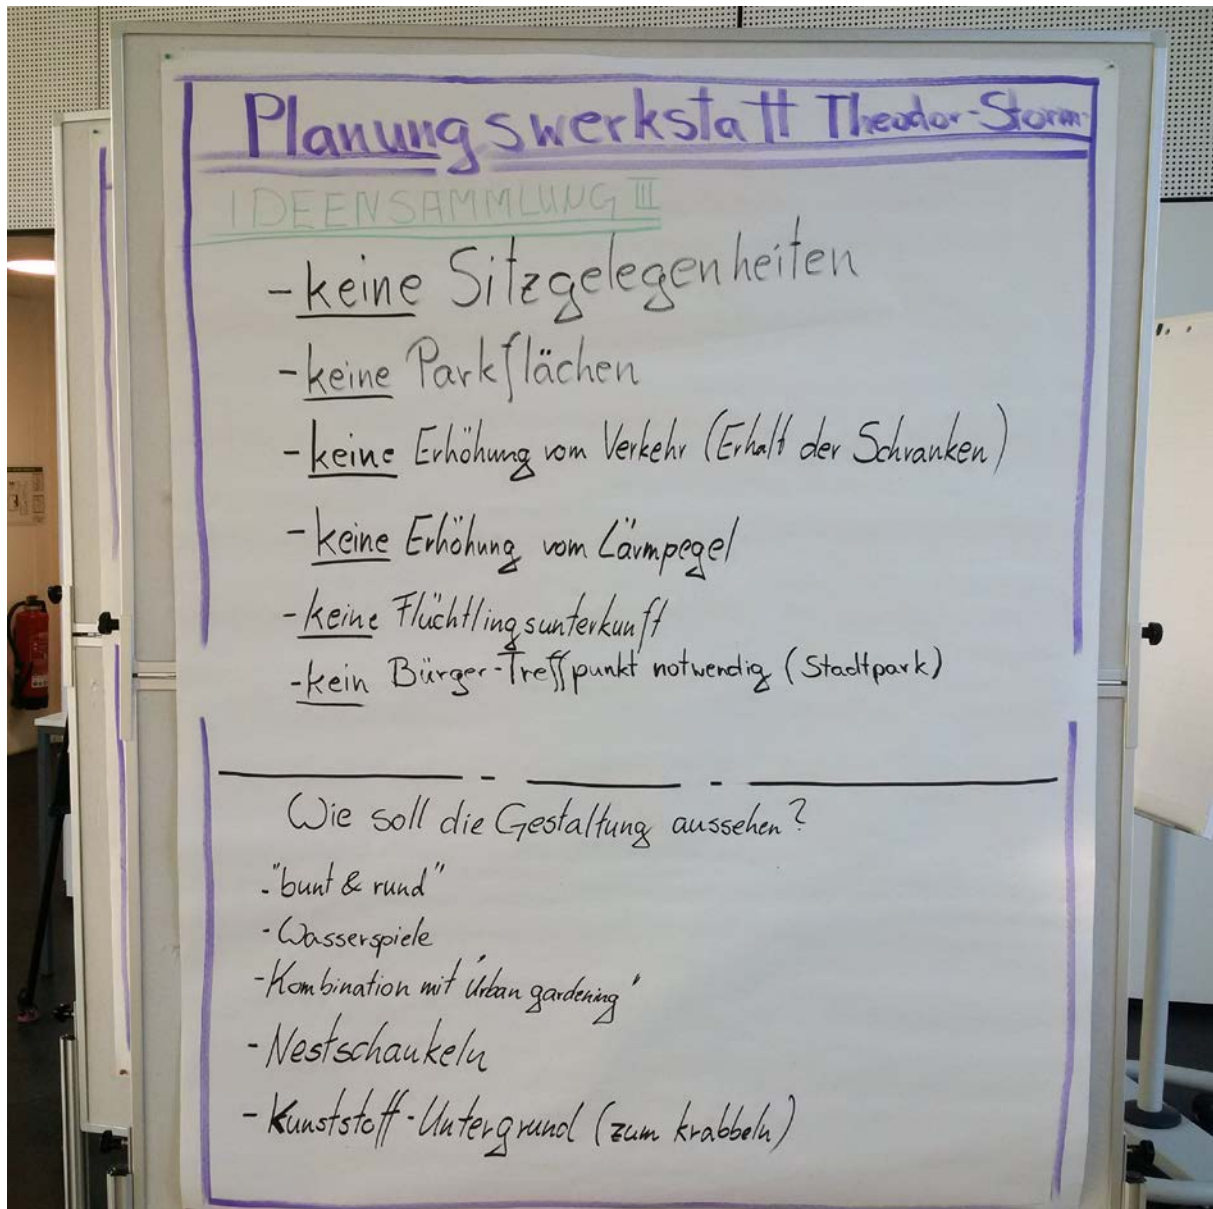 Planungswerkstatt Theodor-Storm-
IDEENSAMMLUNG III
- keine Sitzgelegenheiten
- keine Parkflächen
- keine Erhöhung vom Verkehr (Erhalt der Schranken)
- keine Erhöhung vom Lärmpegel
- keine Flüchtlingsunterkunft
- kein Bürger-Treffpunkt notwendig (Stadtpark)
Wie soll die Gestaltung aussehen?
- "bunt & rund"
- Wasserspiele
- Kombination mit "Urban gardening"
- Nestschaukeln
- Kunststoff-Untergrund (zum krabbeln)